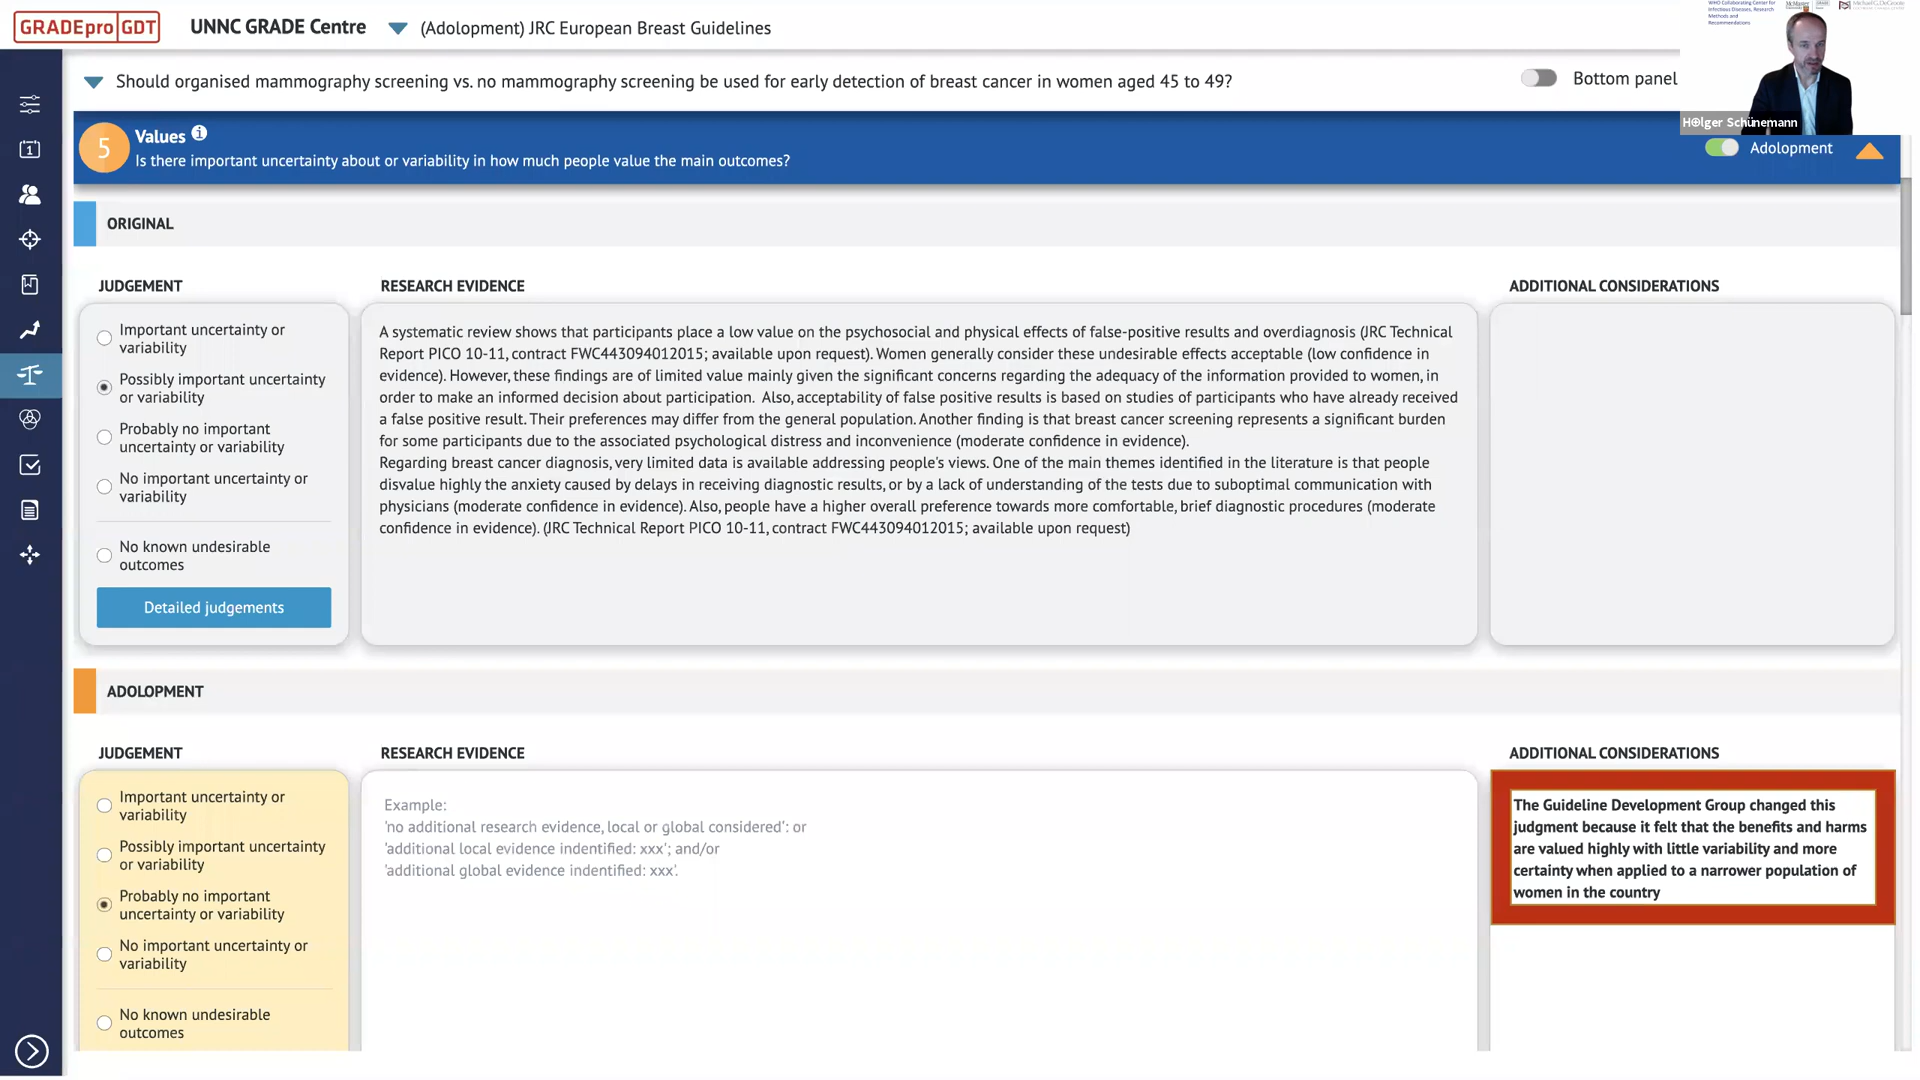 GRADEpro GDT
UNNC GRADE Centre
(Adolopment) JRC European Breast Guidelines
WHO Collaborating Center for
Infectious Diseases, Research
Methods and
Recommendations
McMaster
Should organised mammography screening vs. no mammography screening be used for early detection of breast cancer in women aged 45 to 49?
Bottom panel
Holger Schünemann
5
Values
Is there important uncertainty about or variability in how much people value the main outcomes?
Adolopment
ORIGINAL
JUDGEMENT
Important uncertainty or
variability
Possibly important uncertainty
or variability
Probably no important
uncertainty or variability
No important uncertainty or
variability
No known undesirable
outcomes
Detailed judgements
RESEARCH EVIDENCE
A systematic review shows that participants place a low value on the psychosocial and physical effects of false-positive results and overdiagnosis (JRC Technical
Report PICO 10-11, contract FWC443094012015; available upon request). Women generally consider these undesirable effects acceptable (low confidence in
evidence). However, these findings are of limited value mainly given the significant concerns regarding the adequacy of the information provided to women, in
order to make an informed decision about participation. Also, acceptability of false positive results is based on studies of participants who have already received
a false positive result. Their preferences may differ from the general population. Another finding is that breast cancer screening represents a significant burden
for some participants due to the associated psychological distress and inconvenience (moderate confidence in evidence).
Regarding breast cancer diagnosis, very limited data is available addressing people's views. One of the main themes identified in the literature is that people
disvalue highly the anxiety caused by delays in receiving diagnostic results, or by a lack of understanding of the tests due to suboptimal communication with
physicians (moderate confidence in evidence). Also, people have a higher overall preference towards more comfortable, brief diagnostic procedures (moderate
confidence in evidence). (JRC Technical Report PICO 10-11, contract FWC443094012015; available upon request)
ADDITIONAL CONSIDERATIONS
ADOLOPMENT
JUDGEMENT
Important uncertainty or
variability
Possibly important uncertainty
or variability
Probably no important
uncertainty or variability
No important uncertainty or
variability
No known undesirable
outcomes
RESEARCH EVIDENCE
Example:
'no additional research evidence, local or global considered': or
'additional local evidence indentified: xxx'; and/or
'additional global evidence indentified: xxx'.
ADDITIONAL CONSIDERATIONS
The Guideline Development Group changed this
judgment because it felt that the benefits and harms
are valued highly with little variability and more
certainty when applied to a narrower population of
women in the country